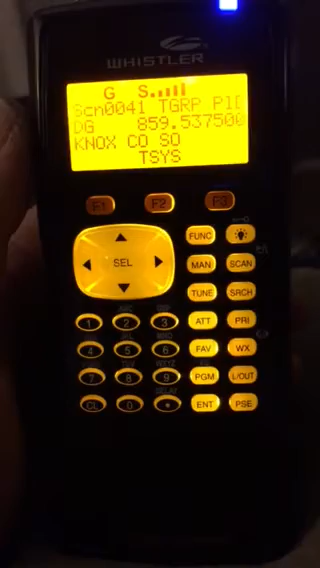 WHISTLER
G S
Scn0041 TGRP PlE
DG 859.537500
KNOX CO SO
TSYS
F1 F2 F3
FUNC
SEL
MAN SCAN
TUNE SRCH
1 2 3 ATT PRI
4 5 6 FAV WX
7 8 9 PGM L/OUT
DELAY
CL 0 • ENT PSE